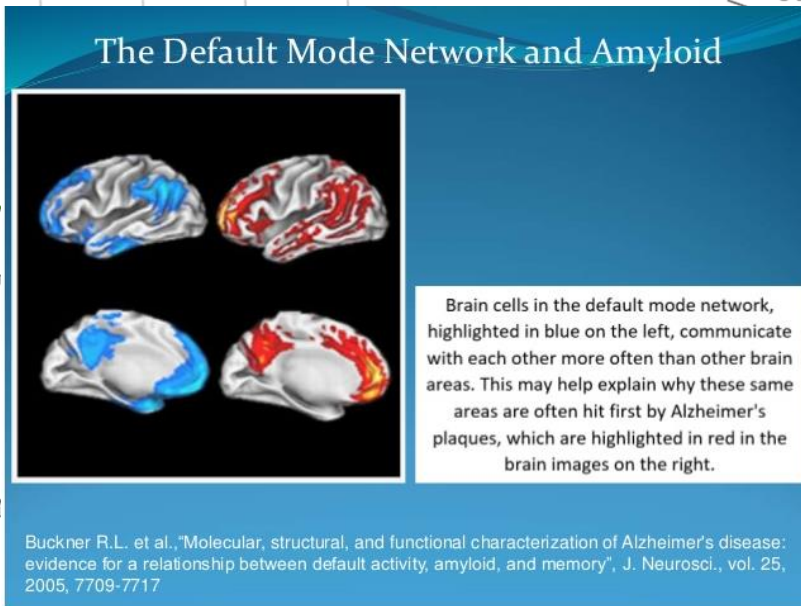 The Default Mode Network and Amyloid
Brain cells in the default mode network,
highlighted in blue on the left, communicate
with each other more often than other brain
areas. This may help explain why these same
areas are often hit first by Alzheimer's
plaques, which are highlighted in red in the
brain images on the right.
Buckner R.L. et al.,"Molecular, structural, and functional characterization of Alzheimer's disease:
evidence for a relationship between default activity, amyloid, and memory", J. Neurosci., vol. 25,
2005, 7709-7717